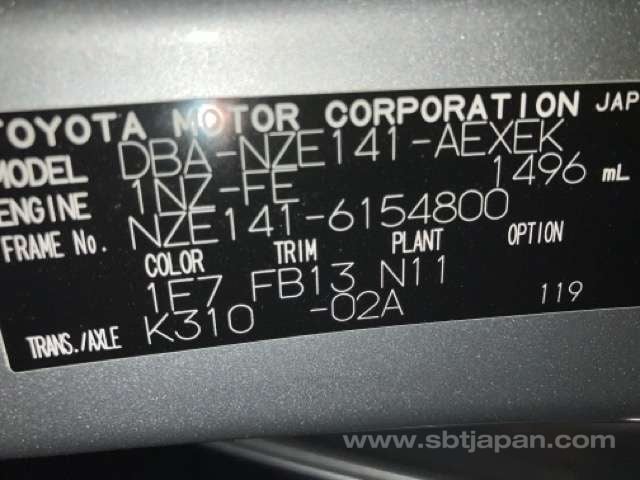 TOYOTA MOTOR CORPORATION JAP
MODEL DBA-NZE141-AEXEK
ENGINE 1NZ-FE 1496 mL
FRAME No. NZE141-6154800
COLOR TRIM PLANT OPTION
1E7 FB13 N11
TRANS./AXLE K310 -02A 119
www.sbtjapan.com